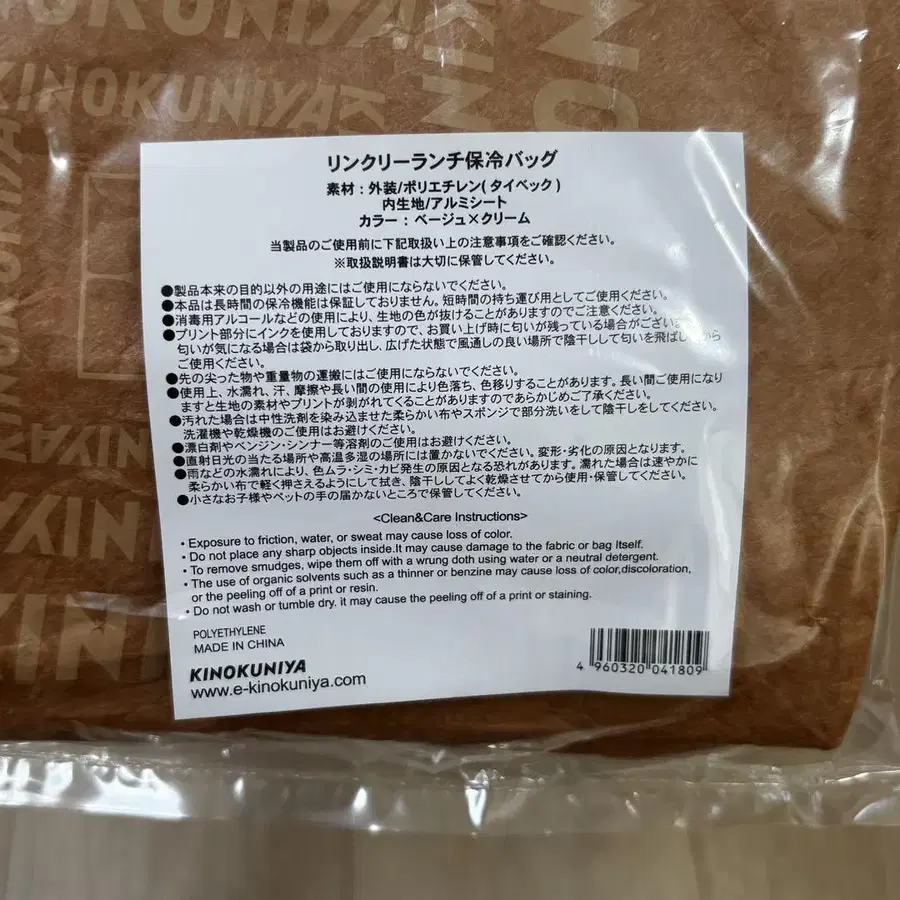 KINOKUNIYA
KINOKUNIYA
リンクリーランチ保冷バッグ
素材：外装/ポリエチレン(タイベック)
内生地/アルミシート
カラー：ベージュ×クリーム
当製品のご使用前に下記取扱い上の注意事項をご確認ください。
※取扱説明書は大切に保管してください。
●製品本来の目的以外の用途にはご使用にならないでください。
●本品は長時間の保冷機能は保証しておりません。短時間の持ち運び用としてご使用ください。
●消毒用アルコールなどの使用により、生地の色が抜けることがありますのでご注意ください。
●プリント部分にインクを使用しておりますので、お買い上げ時に匂いが残っている場合がござい
匂いが気になる場合は袋から取り出し、広げた状態で風通しの良い場所で陰干しして匂いを飛ばし から
ご使用ください。
●先の尖った物や重量物の運搬にはご使用にならないでください。
●使用上、水濡れ、汗、摩擦や長い間の使用により色落ち、色移りすることがあります。長い間ご使用になり
ますと生地の素材やプリントが剥がれてくることがありますのであらかじめご了承ください。
●汚れた場合は中性洗剤を染み込ませた柔らかい布やスポンジで部分洗いをして陰干しをしてください。
洗濯機や乾燥機のご使用はお避けください。
●漂白剤やベンジン・シンナー等溶剤のご使用はお避けください。
●直射日光の当たる場所や高温多湿の場所には置かないでください。変形・劣化の原因となります。
●雨などの水濡れにより、色ムラ・シミ・カビ発生の原因となる恐れがあります。濡れた場合は速やかに
柔らかい布で軽く押さえるようにして拭き、陰干ししてよく乾燥させてから使用・保管してください。
●小さなお子様やペットの手の届かないところで保管してください。
<Clean&Care Instructions>
・Exposure to friction, water, or sweat may cause loss of color.
・Do not place any sharp objects inside.It may cause damage to the fabric or bag Itself.
・To remove smudges, wipe them off with a wrung doth using water or a neutral detergent.
・The use of organic solvents such as a thinner or benzine may cause loss of color,discoloration,
or the peeling off of a print or resin.
・Do not wash or tumble dry. it may cause the peeling off of a print or staining.
POLYETHYLENE
MADE IN CHINA
KINOKUNIYA
www.e-kinokuniya.com
4 960320 041809